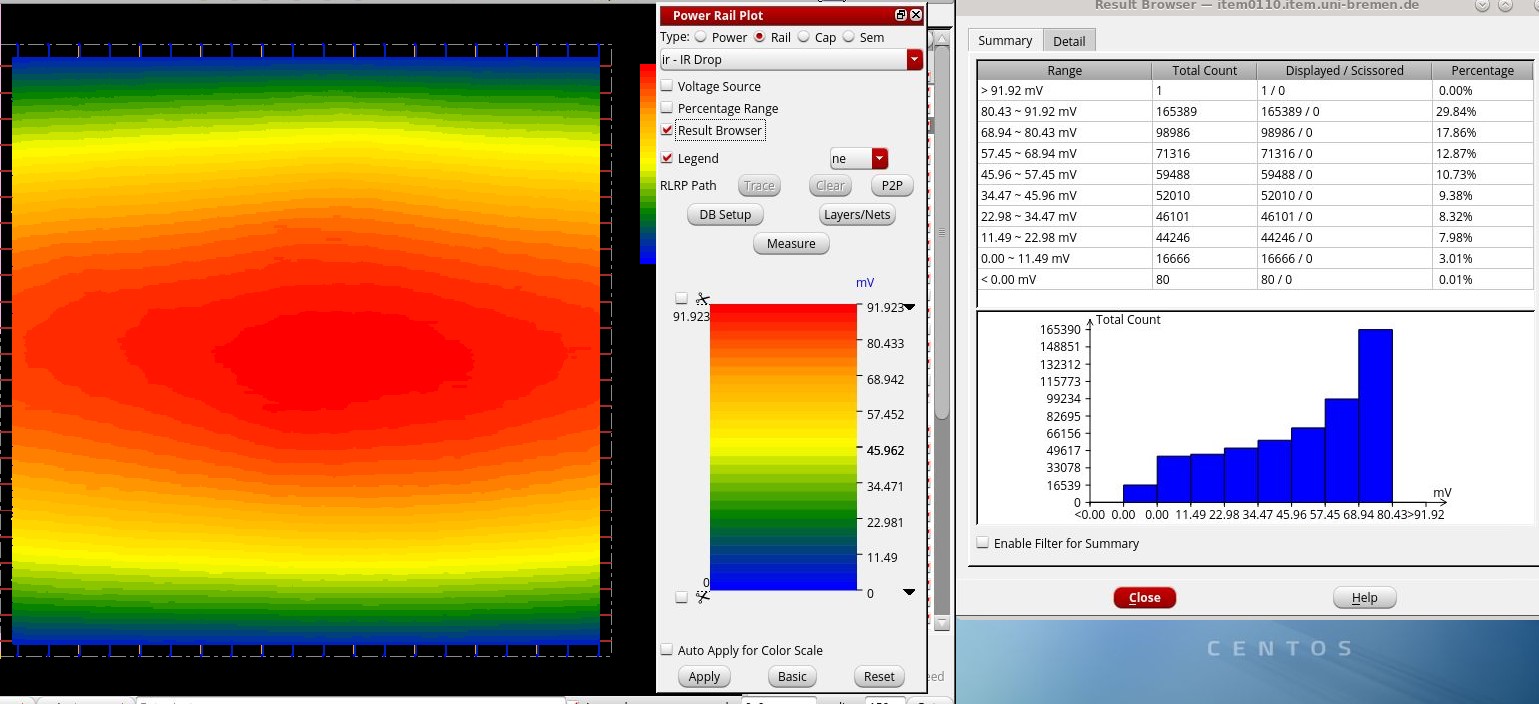 Power Rail Plot
Type: Power Rail Cap Sem
ir - IR Drop
Voltage Source
Percentage Range
Result Browser
Legend ne
RLRP Path Trace Clear P2P
DB Setup Layers/Nets
Measure
mV
91.923
91.923
80.433
68.942
57.452
45.962
34.471
22.981
11.49
0
0
Auto Apply for Color Scale
Apply Basic Reset
Result Browser — item0110.item.uni-bremen.de
Summary Detail
Range Total Count Displayed / Scissored Percentage
> 91.92 mV 1 1 / 0 0.00%
80.43 ~ 91.92 mV 165389 165389 / 0 29.84%
68.94 ~ 80.43 mV 98986 98986 / 0 17.86%
57.45 ~ 68.94 mV 71316 71316 / 0 12.87%
45.96 ~ 57.45 mV 59488 59488 / 0 10.73%
34.47 ~ 45.96 mV 52010 52010 / 0 9.38%
22.98 ~ 34.47 mV 46101 46101 / 0 8.32%
11.49 ~ 22.98 mV 44246 44246 / 0 7.98%
0.00 ~ 11.49 mV 16666 16666 / 0 3.01%
< 0.00 mV 80 80 / 0 0.01%
Total Count
165390
148851
132312
115773
99234
82695
66156
49617
33078
16539
0
mV
<0.00 0.00 0.00 11.49 22.98 34.47 45.96 57.45 68.94 80.43 >91.92
Enable Filter for Summary
Close Help
CENTOS